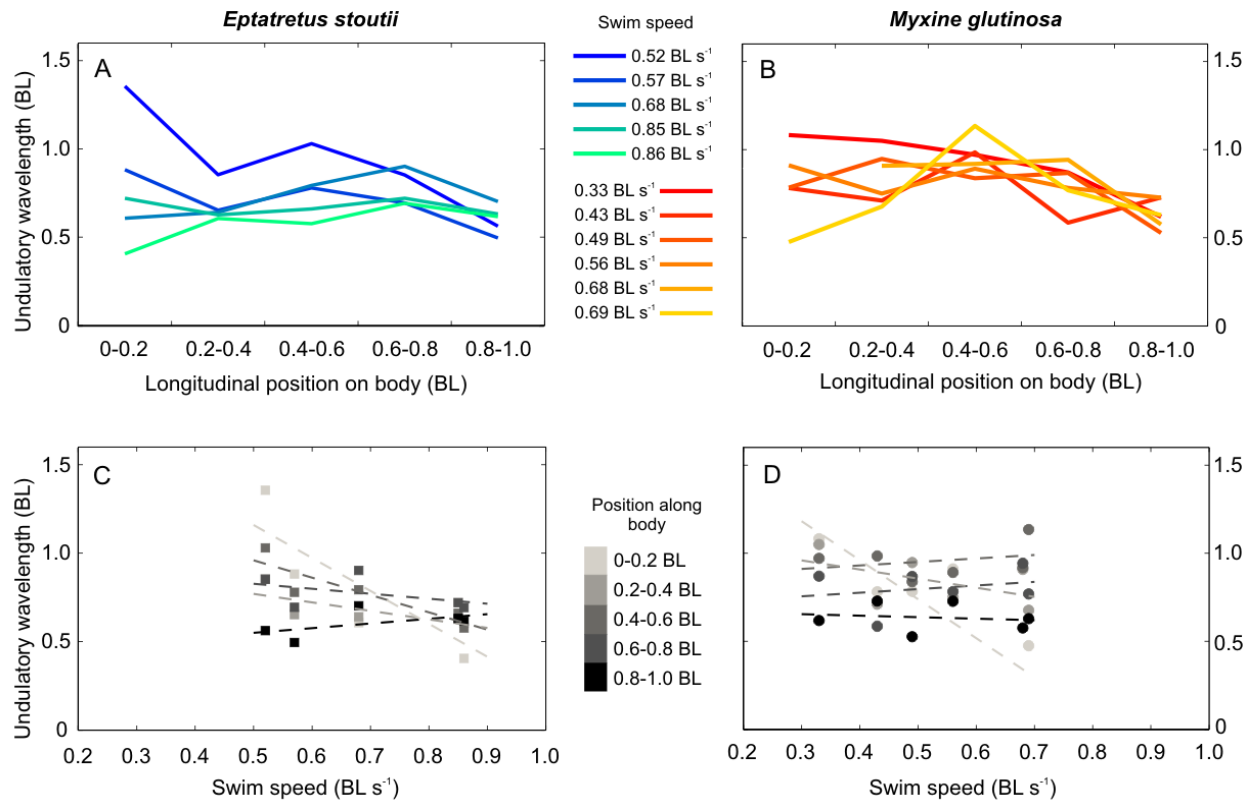 Eptatretus stoutii
Swim speed
Myxine glutinosa
A
Undulatory wavelength (BL)
1.5
1.0
0.5
0
0-0.2 0.2-0.4 0.4-0.6 0.6-0.8 0.8-1.0
Longitudinal position on body (BL)
0.52 BL s⁻¹
0.57 BL s⁻¹
0.68 BL s⁻¹
0.85 BL s⁻¹
0.86 BL s⁻¹
0.33 BL s⁻¹
0.43 BL s⁻¹
0.49 BL s⁻¹
0.56 BL s⁻¹
0.68 BL s⁻¹
0.69 BL s⁻¹
B
1.5
1.0
0.5
0
0-0.2 0.2-0.4 0.4-0.6 0.6-0.8 0.8-1.0
Longitudinal position on body (BL)
C
Undulatory wavelength (BL)
1.5
1.0
0.5
0
0.2 0.3 0.4 0.5 0.6 0.7 0.8 0.9 1.0
Swim speed (BL s⁻¹)
Position along
body
0-0.2 BL
0.2-0.4 BL
0.4-0.6 BL
0.6-0.8 BL
0.8-1.0 BL
D
1.5
1.0
0.5
0
0.2 0.3 0.4 0.5 0.6 0.7 0.8 0.9 1.0
Swim speed (BL s⁻¹)